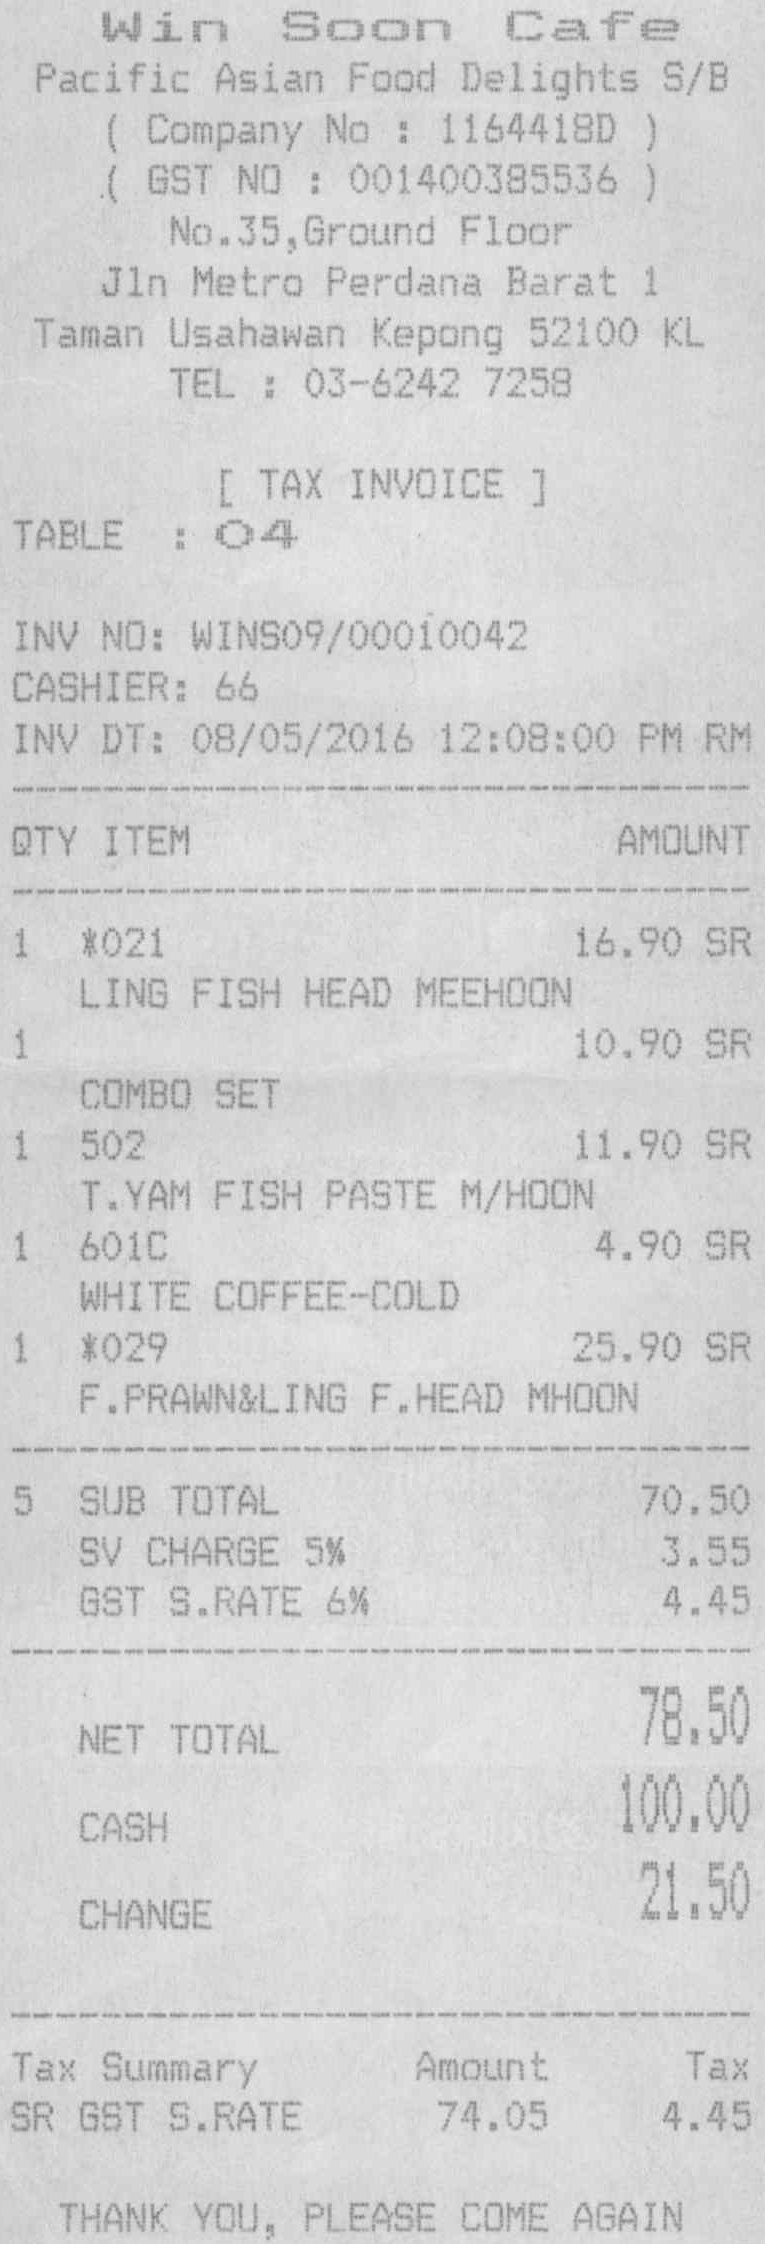 Win Soon Cafe
Pacific Asian Food Delights S/B
( Company No : 1164418D )
( GST NO : 001400385536 )
No.35,Ground Floor
Jln Metro Perdana Barat 1
Taman Usahawan Kepong 52100 KL
TEL : 03-6242 7258
[ TAX INVOICE ]
TABLE : 04
INV NO: WINS09/00010042
CASHIER: 66
INV DT: 08/05/2016 12:08:00 PM RM
QTY ITEM AMOUNT
1 *021 16.90 SR
LING FISH HEAD MEEHOON
1 10.90 SR
COMBO SET
1 502 11.90 SR
T.YAM FISH PASTE M/HOON
1 601C 4.90 SR
WHITE COFFEE-COLD
1 *029 25.90 SR
F.PRAWN&LING F.HEAD MHOON
5 SUB TOTAL 70.50
SV CHARGE 5% 3.55
GST S.RATE 6% 4.45
NET TOTAL 78.50
CASH 100.00
CHANGE 21.50
Tax Summary Amount Tax
SR GST S.RATE 74.05 4.45
THANK YOU, PLEASE COME AGAIN